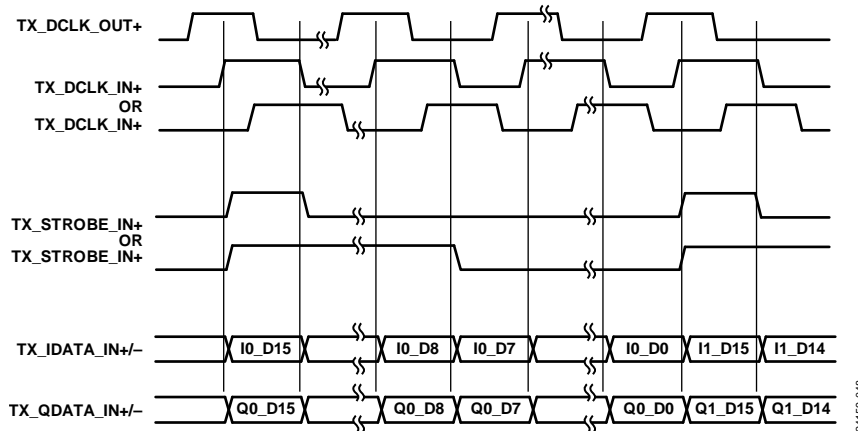 TX_DCLK_OUT+
TX_DCLK_IN+
OR
TX_DCLK_IN+
TX_STROBE_IN+
OR
TX_STROBE_IN+
TX_IDATA_IN+/– I0_D15 I0_D8 I0_D7 I0_D0 I1_D15 I1_D14
TX_QDATA_IN+/– Q0_D15 Q0_D8 Q0_D7 Q0_D0 Q1_D15 Q1_D14